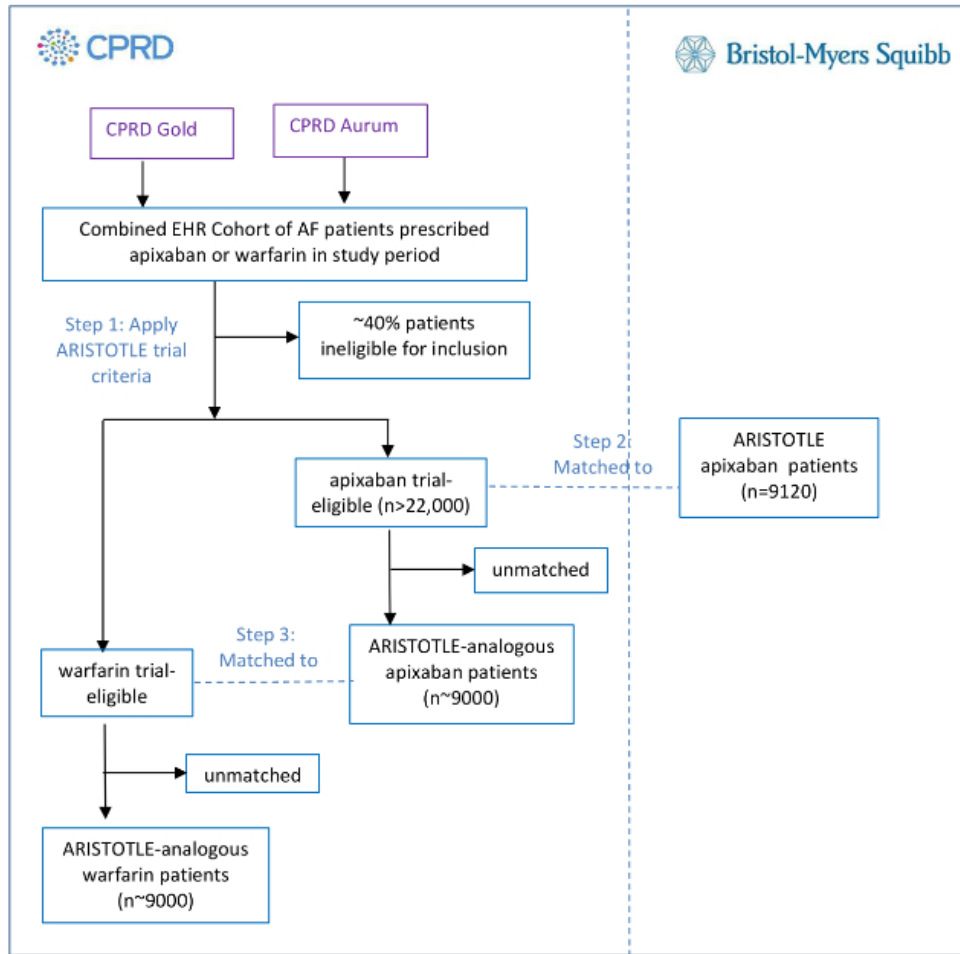 CPRD
Bristol-Myers Squibb
CPRD Gold
CPRD Aurum
Combined EHR Cohort of AF patients prescribed
apixaban or warfarin in study period
Step 1: Apply
ARISTOTLE trial
criteria
~40% patients
ineligible for inclusion
Step 2:
Matched to
ARISTOTLE
apixaban patients
(n=9120)
apixaban trial-
eligible (n>22,000)
unmatched
Step 3:
Matched to
ARISTOTLE-analogous
apixaban patients
(n~9000)
warfarin trial-
eligible
unmatched
ARISTOTLE-analogous
warfarin patients
(n~9000)